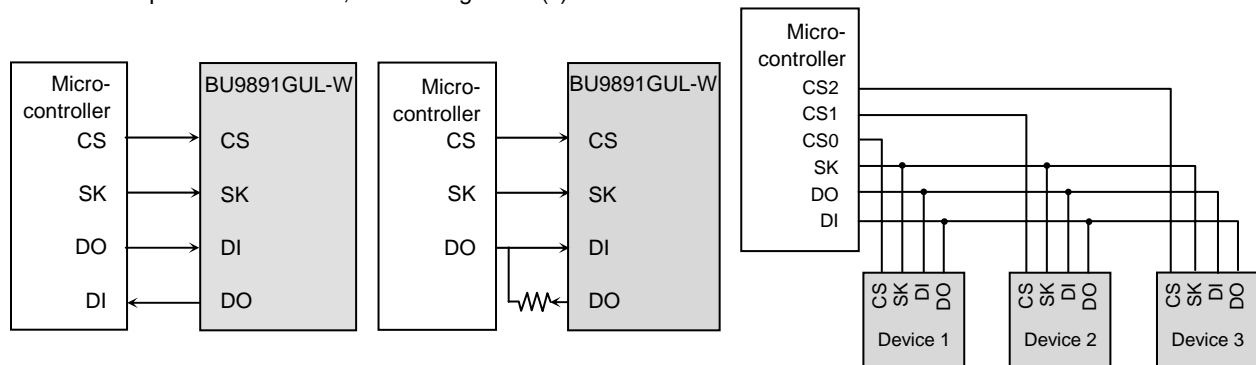 Micro-
controller
CS
SK
DO
DI
BU9891GUL-W
CS
SK
DI
DO
Micro-
controller
CS
SK
DO
BU9891GUL-W
CS
SK
DI
DO
Micro-
controller
CS2
CS1
CS0
SK
DO
DI
CS
SK
DI
DO
Device 1
CS
SK
DI
DO
Device 2
CS
SK
DI
DO
Device 3